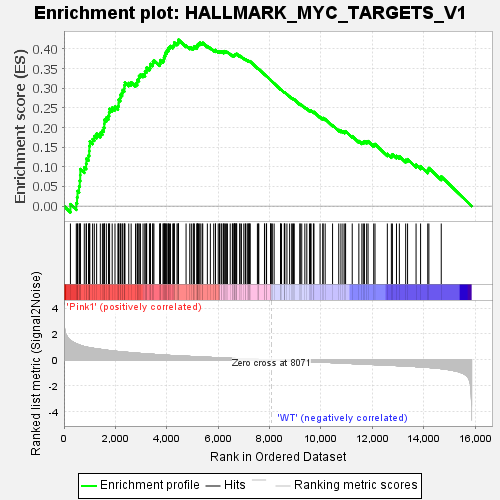 Enrichment plot: HALLMARK_MYC_TARGETS_V1
Enrichment score (ES)
0.40
0.35
0.30
0.25
0.20
0.15
0.10
0.05
0.00
Ranked list metric (Signal2Noise)
'Pink1' (positively correlated)
4
2
0
-2
-4
Zero cross at 8071
'WT' (negatively correlated)
0
2,000
4,000
6,000
8,000
10,000
12,000
14,000
16,000
Rank in Ordered Dataset
Enrichment profile
Hits
Ranking metric scores